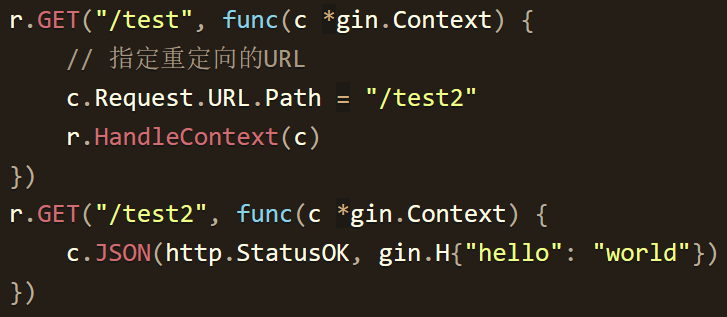 r.GET("/test", func(c *gin.Context) {
    // 指定重定向的URL
    c.Request.URL.Path = "/test2"
    r.HandleContext(c)
})
r.GET("/test2", func(c *gin.Context) {
    c.JSON(http.StatusOK, gin.H{"hello": "world"})
})